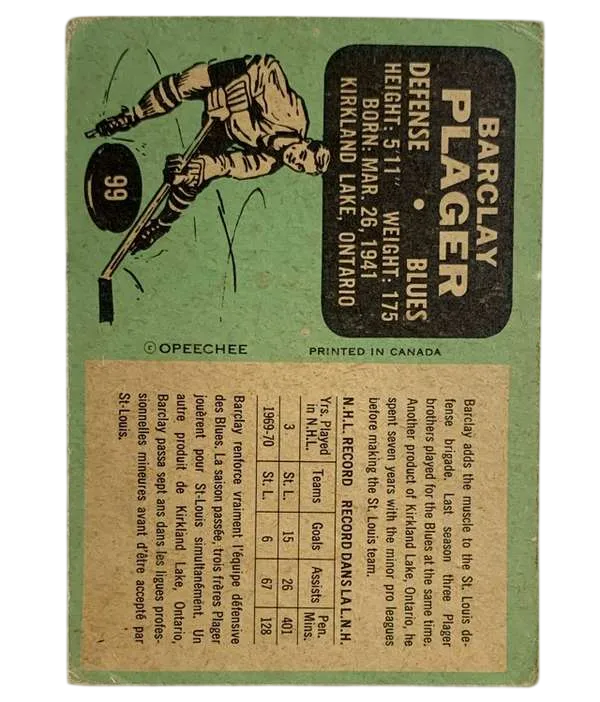 BARCLAY
PLAGER
DEFENSE • BLUES
HEIGHT: 5'11" WEIGHT: 175
BORN: MAR. 26, 1941
KIRKLAND LAKE, ONTARIO
99
© OPEECHEE
PRINTED IN CANADA
Barclay adds the muscle to the St. Louis de-
fense brigade. Last season three Plager
brothers played for the Blues at the same time.
Another product of Kirkland Lake, Ontario, he
spent seven years with the minor pro leagues
before making the St. Louis team.
N.H.L. RECORD RECORD DANS LA L.N.H.
Yrs. Played in N.H.L. Teams Goals Assists Pen. Mins.
3 St. L. 15 26 401
1969-70 St. L. 6 67 128
Barclay renforce vraiment l'équipe défensive
des Blues. La saison passée, trois frères Plager
jouèrent pour St-Louis simultanément. Un
autre produit de Kirkland Lake, Ontario,
Barclay passa sept ans dans les ligues profes-
sionnelles mineures avant d'être accepté par
St-Louis.